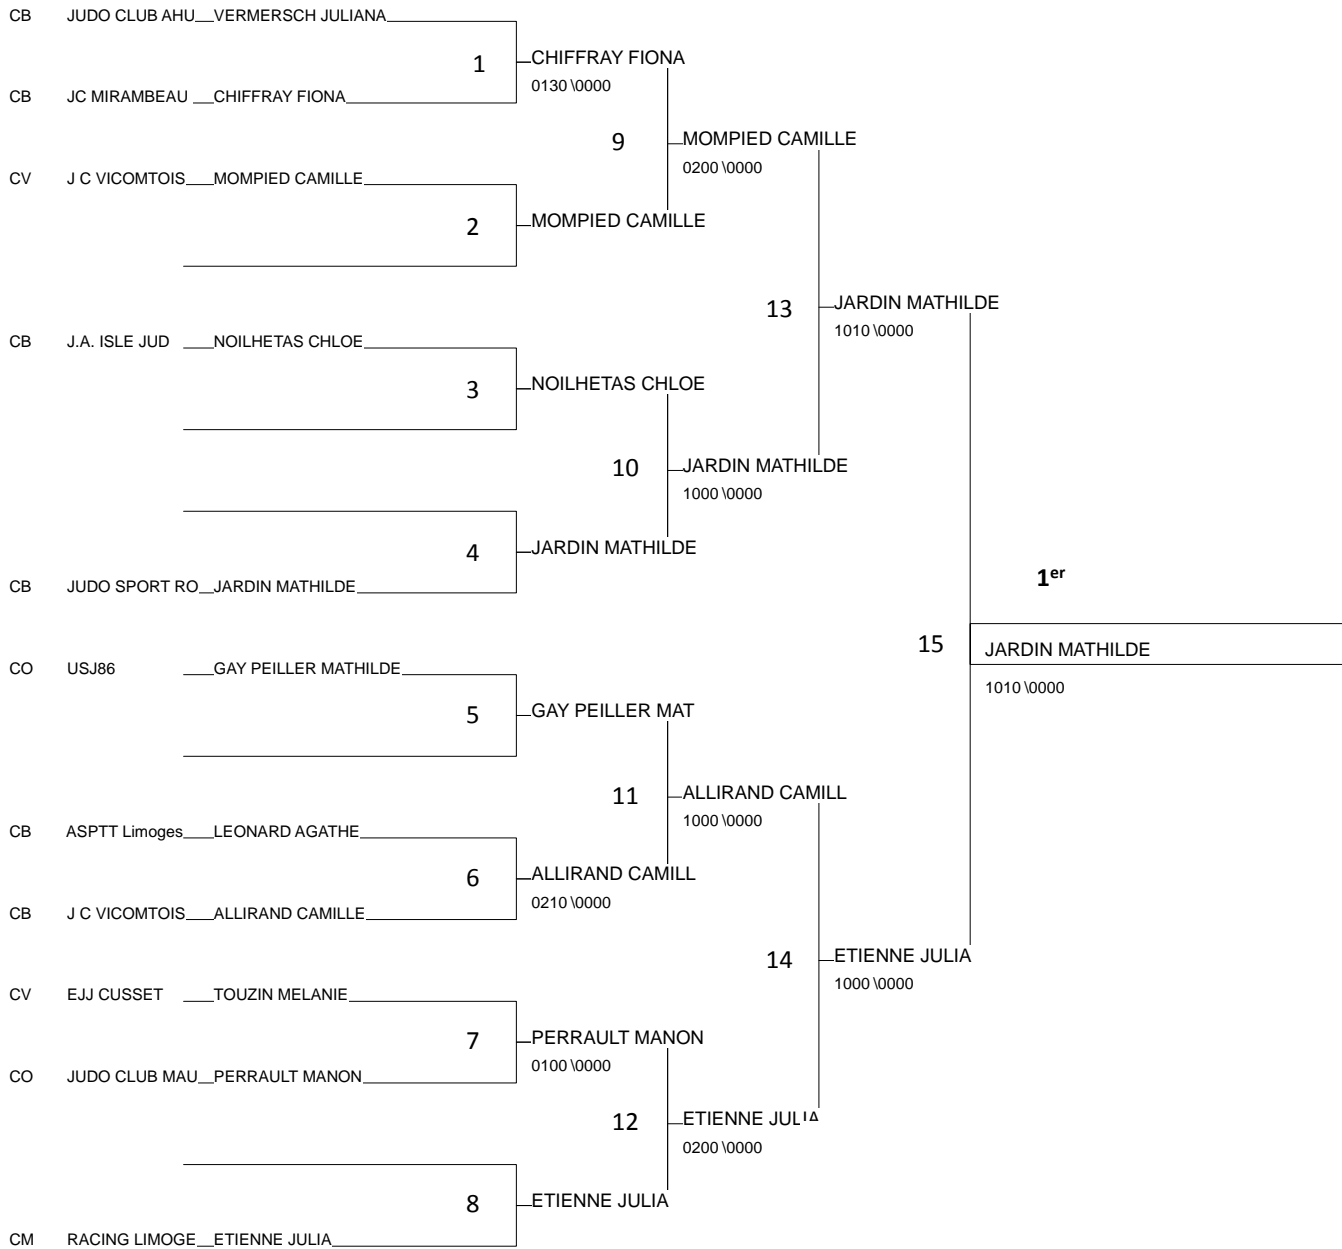 CB JUDO CLUB AHU VERMERSCH JULIANA
1 CHIFFRAY FIONA
0130 \0000
CB JC MIRAMBEAU CHIFFRAY FIONA
9 MOMPIED CAMILLE
0200 \0000
CV J C VICOMTOIS MOMPIED CAMILLE
2 MOMPIED CAMILLE
13 JARDIN MATHILDE
1010 \0000
CB J.A. ISLE JUD NOILHETAS CHLOE
3 NOILHETAS CHLOE
10 JARDIN MATHILDE
1000 \0000
4 JARDIN MATHILDE
CB JUDO SPORT RO JARDIN MATHILDE
1er
15 JARDIN MATHILDE
1010 \0000
CO USJ86 GAY PEILLER MATHILDE
5 GAY PEILLER MAT
11 ALLIRAND CAMILL
1000 \0000
CB ASPTT Limoges LEONARD AGATHE
6 ALLIRAND CAMILL
0210 \0000
CB J C VICOMTOIS ALLIRAND CAMILLE
14 ETIENNE JULIA
1000 \0000
CV EJJ CUSSET TOUZIN MELANIE
7 PERRAULT MANON
0100 \0000
CO JUDO CLUB MAU PERRAULT MANON
12 ETIENNE JULIA
0200 \0000
8 ETIENNE JULIA
CM RACING LIMOGE ETIENNE JULIA